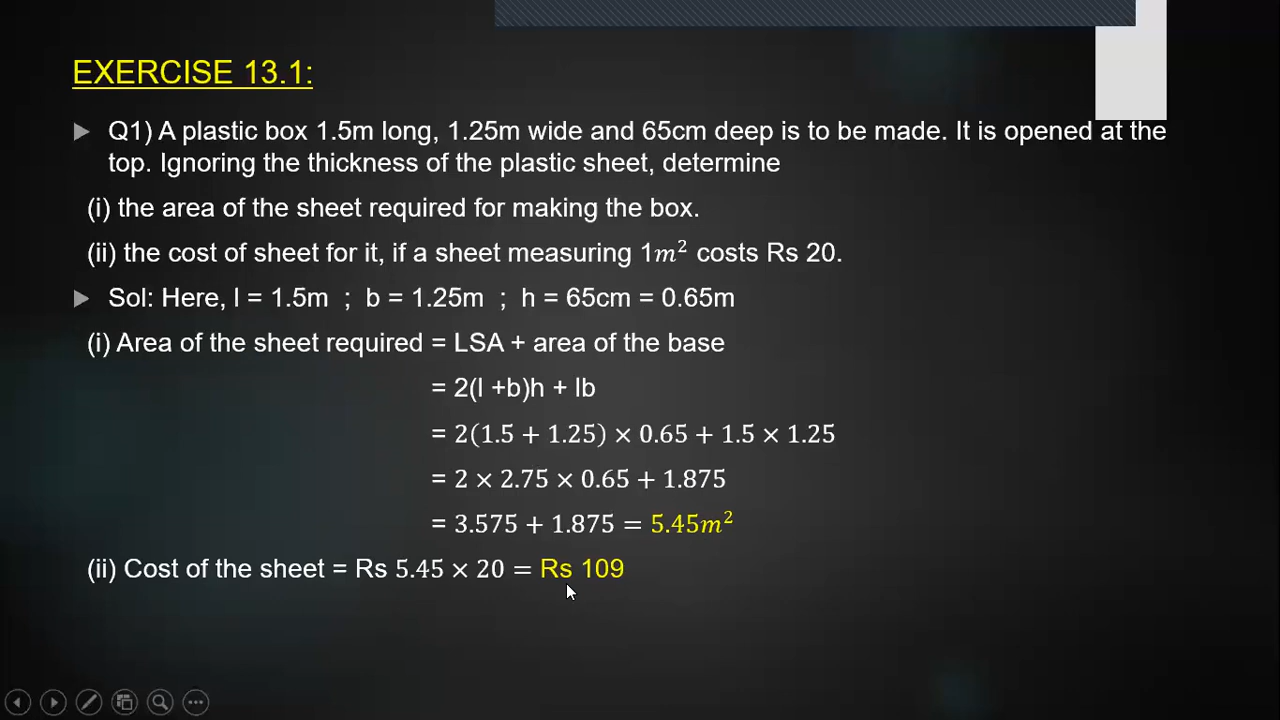 EXERCISE 13.1:
Q1) A plastic box 1.5m long, 1.25m wide and 65cm deep is to be made. It is opened at the
top. Ignoring the thickness of the plastic sheet, determine
(i) the area of the sheet required for making the box.
(ii) the cost of sheet for it, if a sheet measuring 1m² costs Rs 20.
Sol: Here, l = 1.5m ; b = 1.25m ; h = 65cm = 0.65m
(i) Area of the sheet required = LSA + area of the base
= 2(l +b)h + lb
= 2(1.5 + 1.25) × 0.65 + 1.5 × 1.25
= 2 × 2.75 × 0.65 + 1.875
= 3.575 + 1.875 = 5.45m²
(ii) Cost of the sheet = Rs 5.45 × 20 = Rs 109